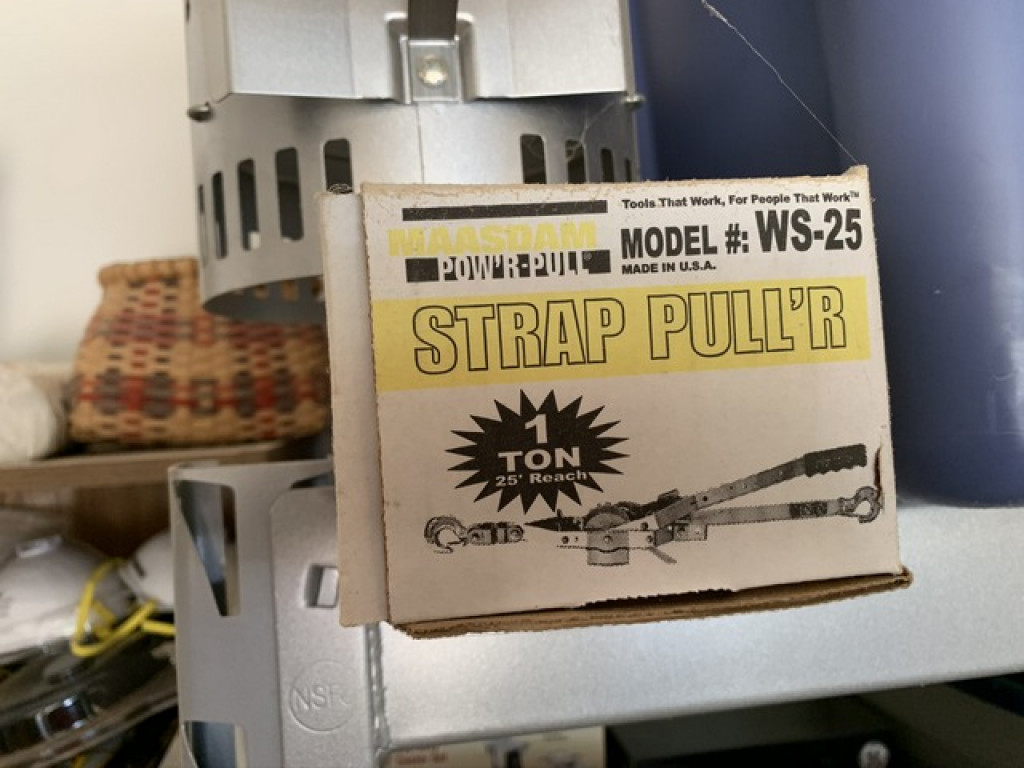 Tools That Work, For People That Work™
MAASDAM
POW'R-PULL®
MODEL #: WS-25
MADE IN U.S.A.
STRAP PULL'R
1
TON
25' Reach
NSF